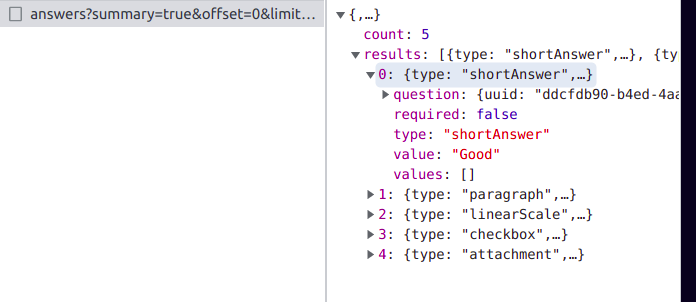 answers?summary=true&offset=0&limit…
{,…}
count: 5
results: [{type: "shortAnswer",…}, {ty
0: {type: "shortAnswer",…}
question: {uuid: "ddcfdb90-b4ed-4aa
required: false
type: "shortAnswer"
value: "Good"
values: []
1: {type: "paragraph",…}
2: {type: "linearScale",…}
3: {type: "checkbox",…}
4: {type: "attachment",…}